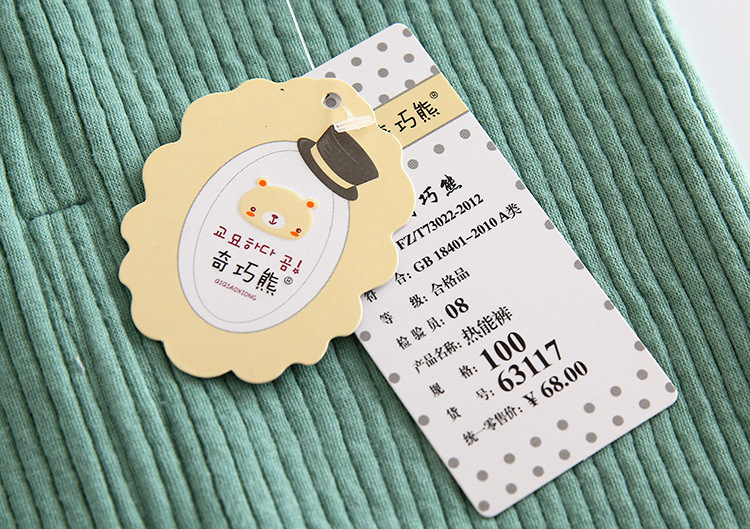 교묘하다 곰!
奇巧熊®
QIQIAOXIONG
巧熊®
巧熊
FZ/T73022-2012
符 合: GB 18401-2010 A类
等 级: 合格品
检 验 员: 08
产品名称: 热能裤
规 格: 100
货 号: 63117
统一零售价: ¥ 68.00